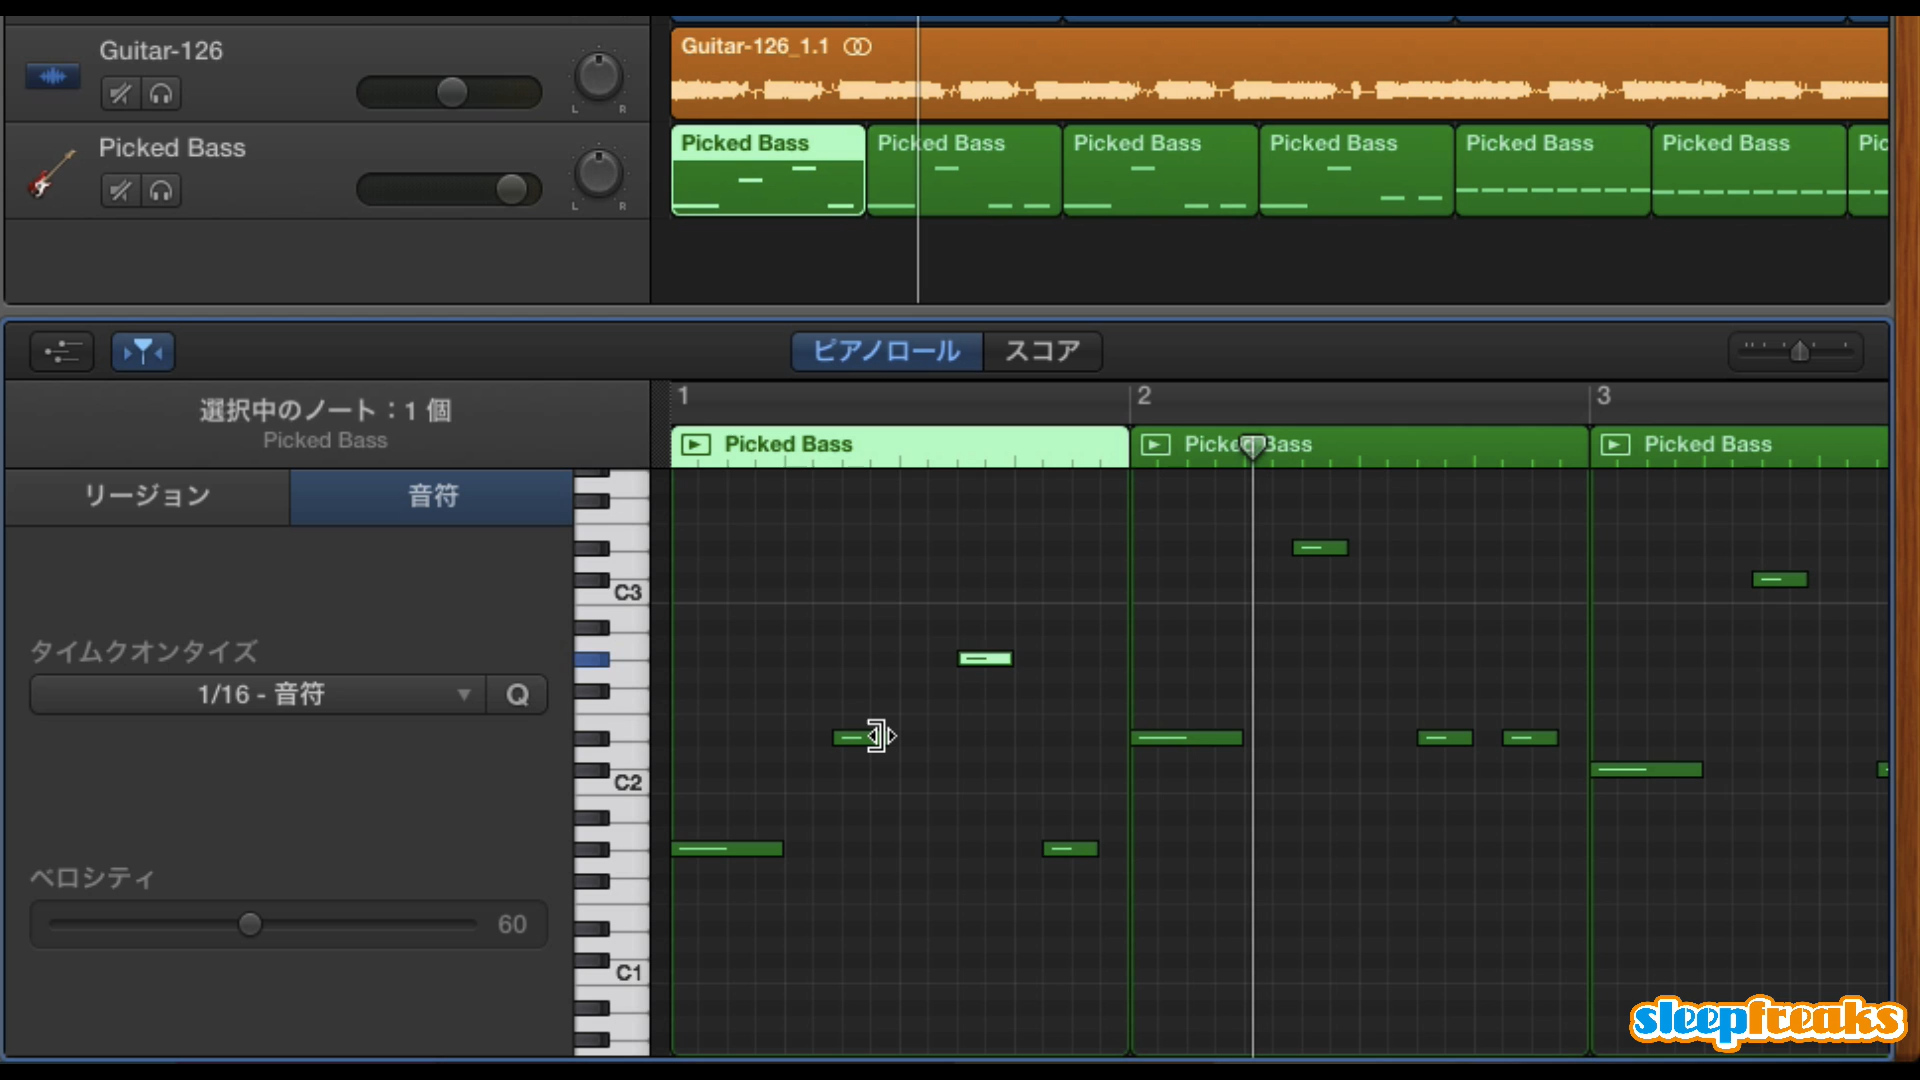 Guitar-126
Guitar-126_1.1
L R
Picked Bass
Picked Bass Picked Bass Picked Bass Picked Bass Picked Bass Picked Bass Pic
L R
ピアノロール スコア
選択中のノート：1 個
Picked Bass
1 2 3
Picked Bass Picked Bass Picked Bass
リージョン 音符
C3
タイムクオンタイズ
1/16 - 音符 Q
C2
ベロシティ
60
C1
sleepfreaks